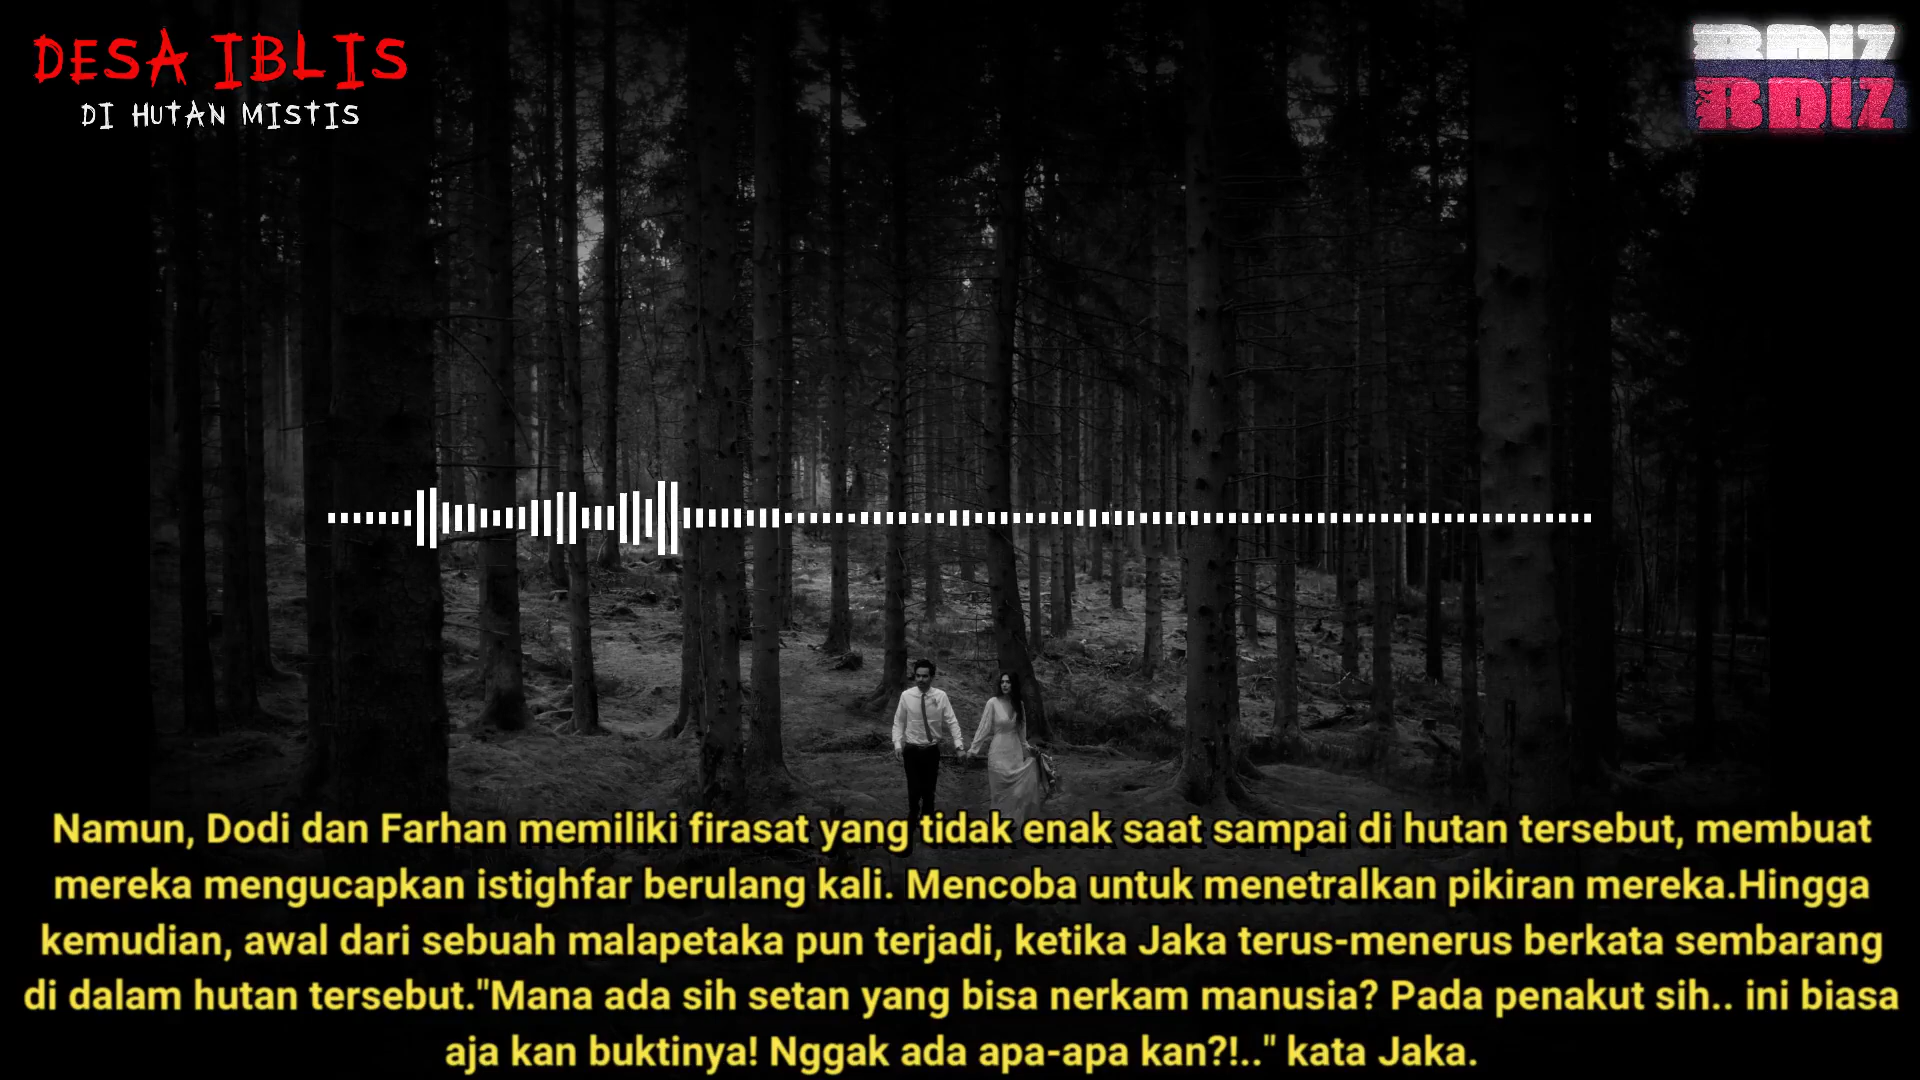 DESA IBLIS
DI HUTAN MISTIS
BDIZ
BDIZ
Namun, Dodi dan Farhan memiliki firasat yang tidak enak saat sampai di hutan tersebut, membuat
mereka mengucapkan istighfar berulang kali. Mencoba untuk menetralkan pikiran mereka.Hingga
kemudian, awal dari sebuah malapetaka pun terjadi, ketika Jaka terus-menerus berkata sembarang
di dalam hutan tersebut."Mana ada sih setan yang bisa nerkam manusia? Pada penakut sih.. ini biasa
aja kan buktinya! Nggak ada apa-apa kan?!.." kata Jaka.